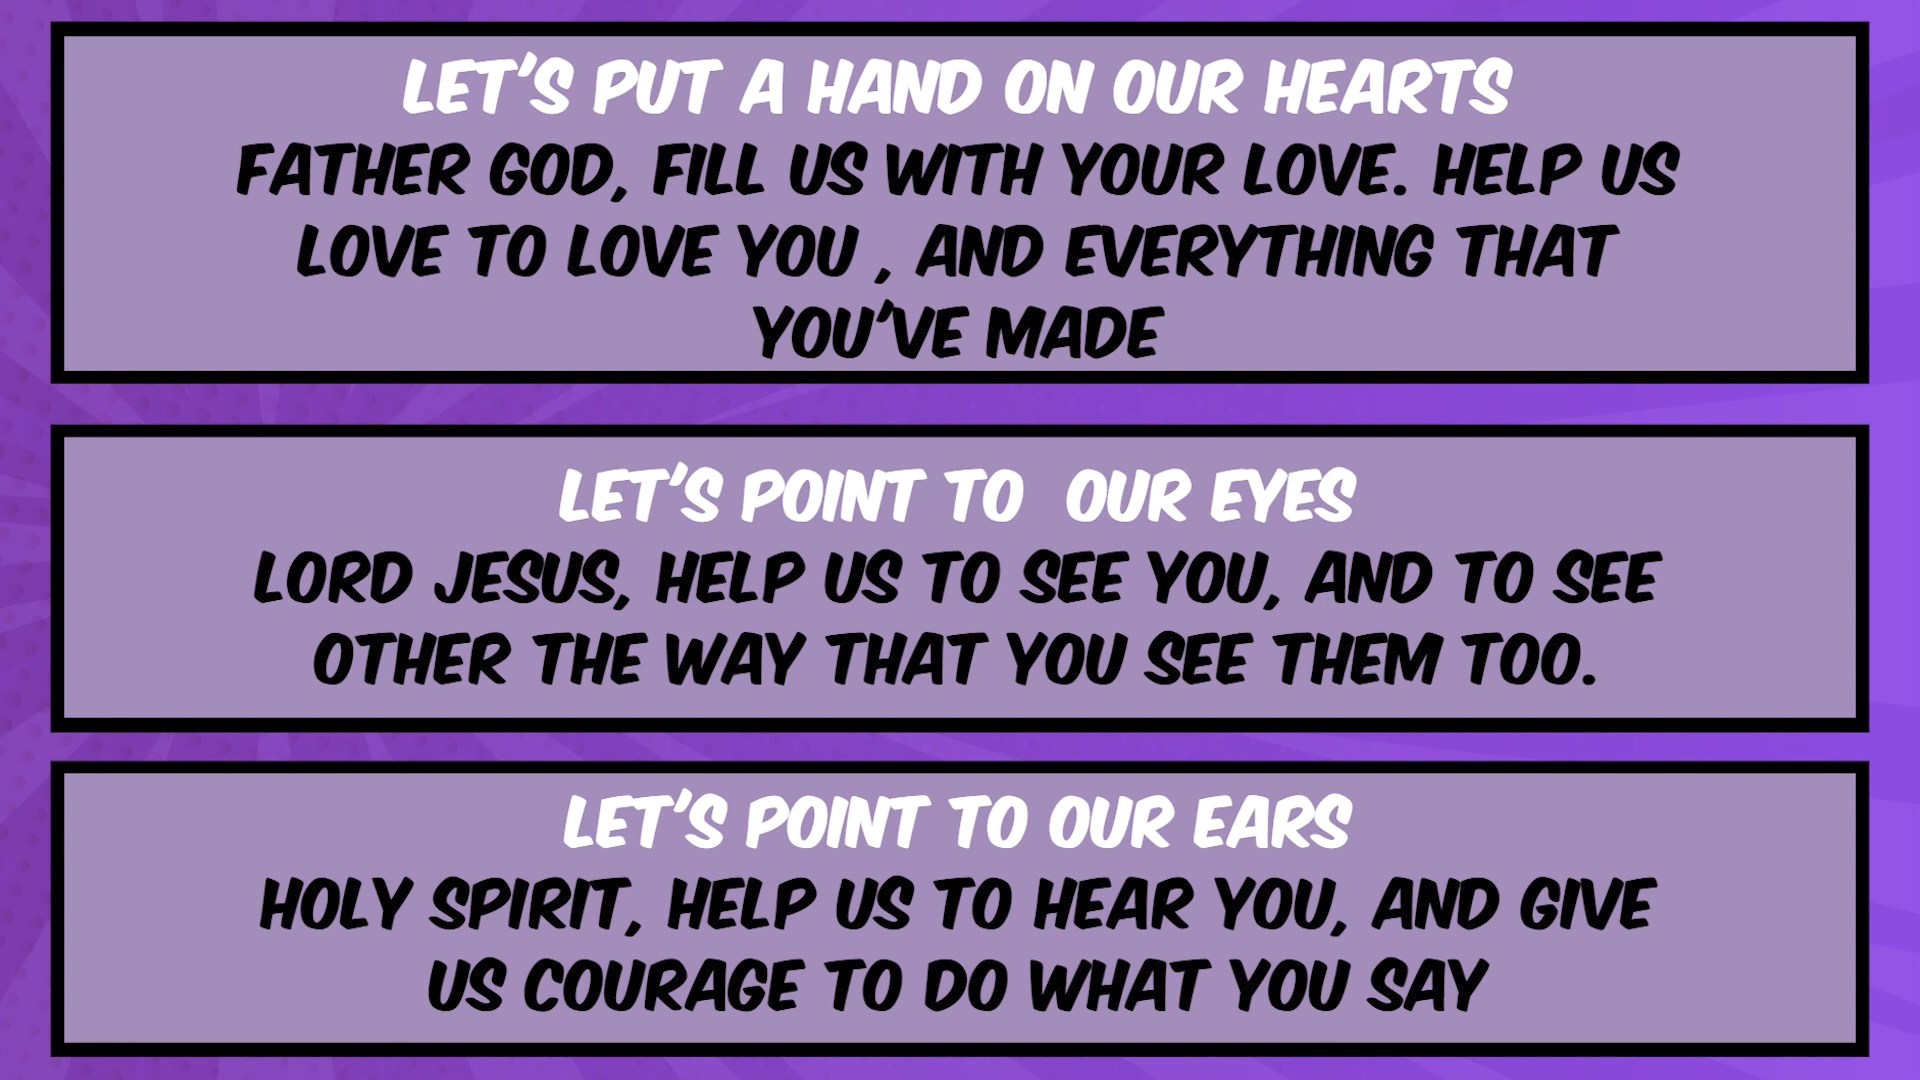 LET'S PUT A HAND ON OUR HEARTS
FATHER GOD, FILL US WITH YOUR LOVE. HELP US
LOVE TO LOVE YOU , AND EVERYTHING THAT
YOU'VE MADE
LET'S POINT TO  OUR EYES
LORD JESUS, HELP US TO SEE YOU, AND TO SEE
OTHER THE WAY THAT YOU SEE THEM TOO.
LET'S POINT TO OUR EARS
HOLY SPIRIT, HELP US TO HEAR YOU, AND GIVE
US COURAGE TO DO WHAT YOU SAY